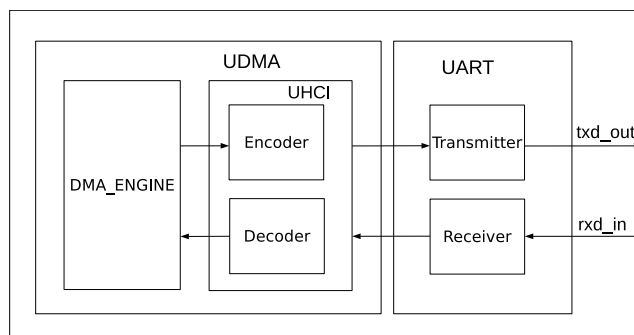 UDMA
UART
UHCI
Encoder
Transmitter
txd_out
DMA_ENGINE
Decoder
Receiver
rxd_in